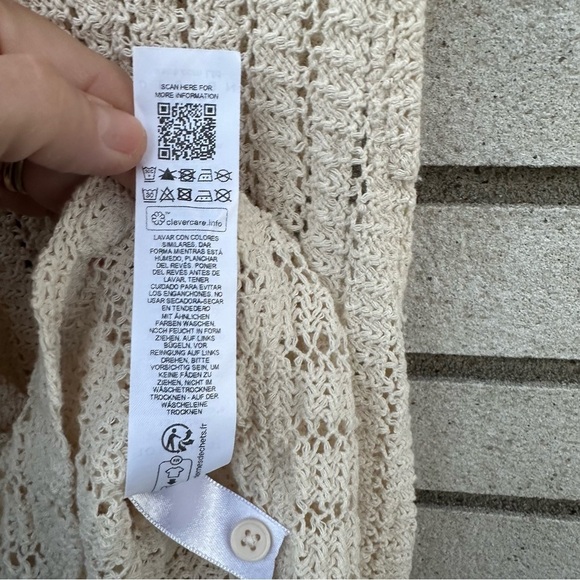 SCAN HERE FOR
MORE INFORMATION
clevercare.info
LAVAR CON COLORES
SIMILARES, DAR
FORMA MIENTRAS ESTÁ
HÚMEDO, PLANCHAR
DEL REVÉS, PONER
DEL REVÉS ANTES DE
LAVAR, TENER
CUIDADO PARA EVITAR
LOS ENGANCHONES, NO
USAR SECADORA-SECAR
EN TENDEDERO
MIT ÄHNLICHEN
FARBEN WASCHEN,
NOCH FEUCHT IN FORM
ZIEHEN, AUF LINKS
BÜGELN, VOR
REINIGUNG AUF LINKS
DREHEN, BITTE
VORSICHTIG SEIN, UM
KEINE FÄDEN ZU
ZIEHEN, NICHT IM
WÄSCHETROCKNER
TROCKNEN - AUF DER
WÄSCHELEINE
TROCKNEN